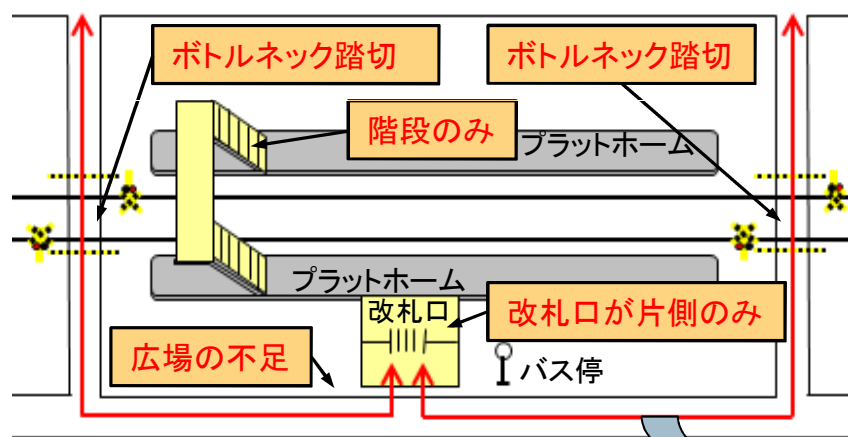 ボトルネック踏切
ボトルネック踏切
階段のみ
プラットホーム
プラットホーム
改札口
改札口が片側のみ
広場の不足
バス停